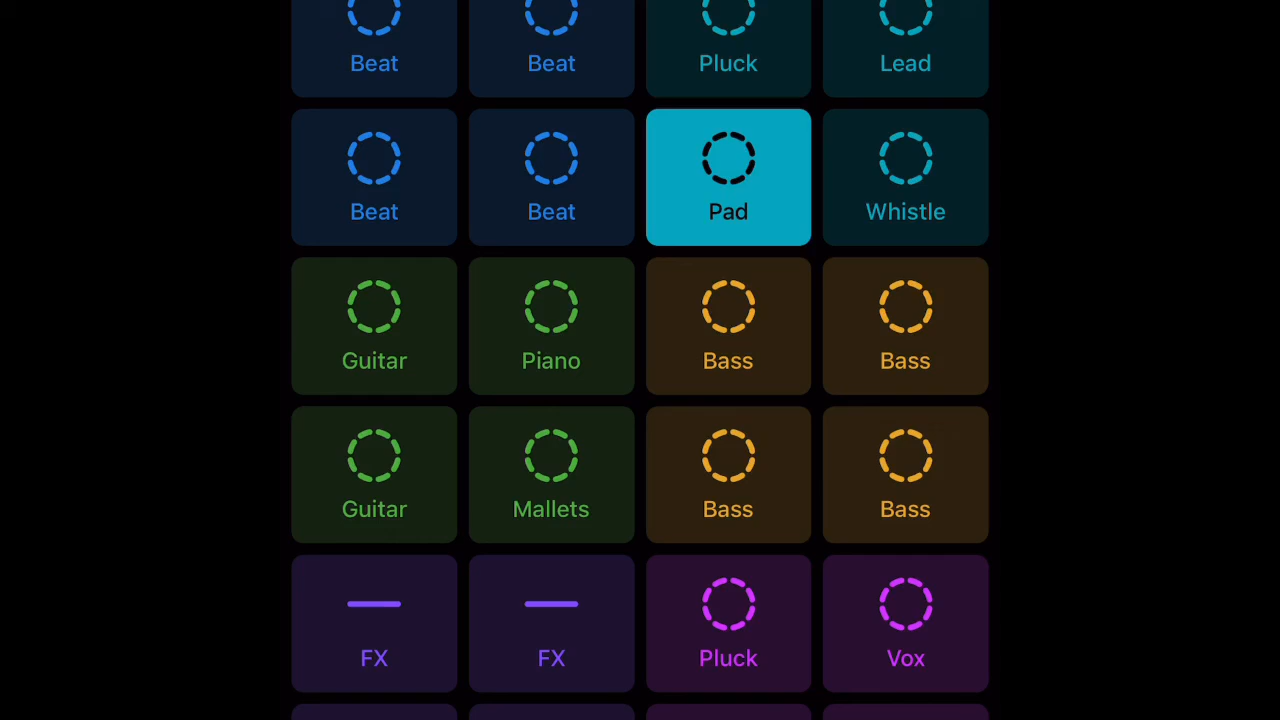 Beat Beat Pluck Lead
Beat Beat Pad Whistle
Guitar Piano Bass Bass
Guitar Mallets Bass Bass
FX FX Pluck Vox